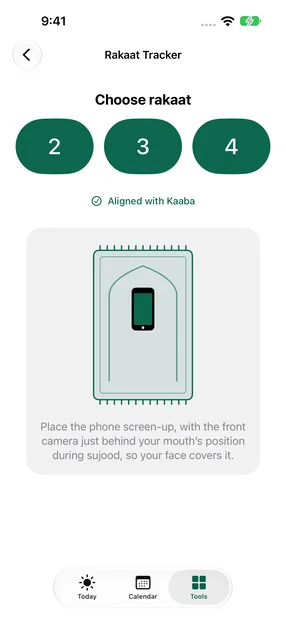 9:41
Rakaat Tracker
Choose rakaat
2 3 4
Aligned with Kaaba
Place the phone screen-up, with the front
camera just behind your mouth's position
during sujood, so your face covers it.
Today Calendar Tools